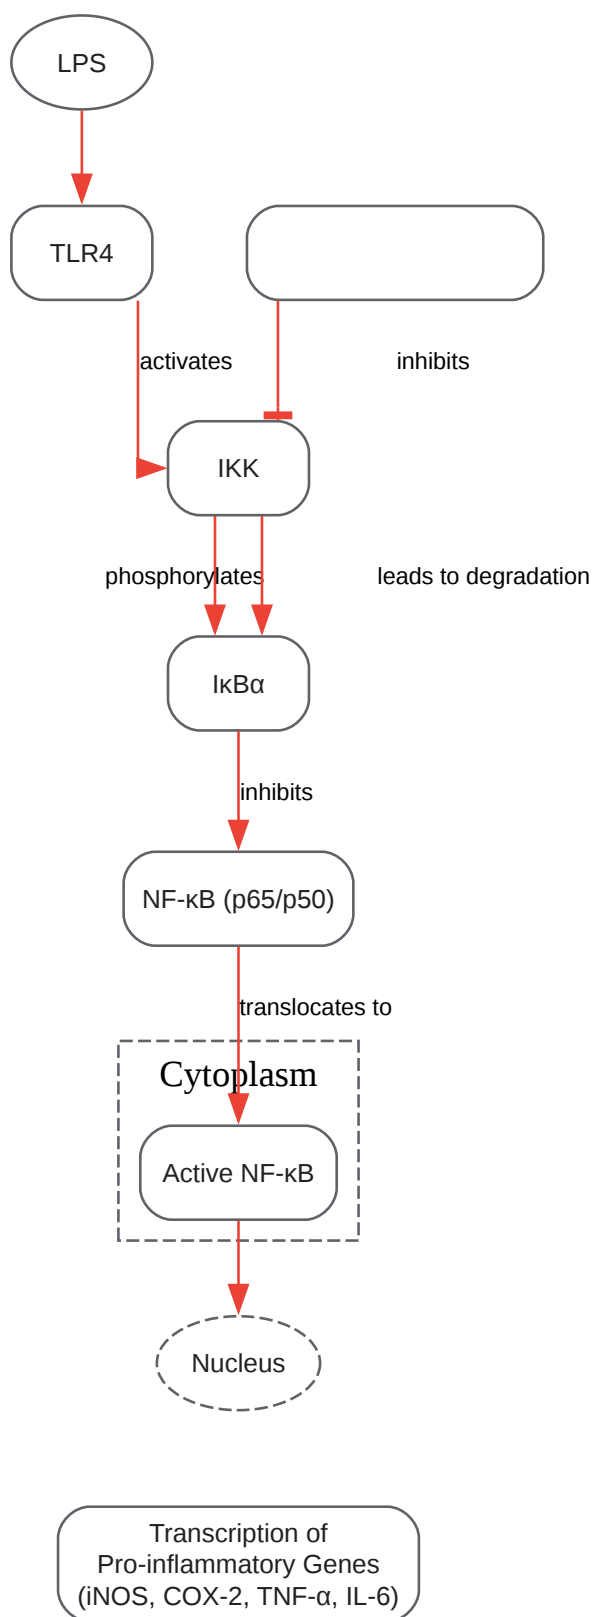 LPS
TLR4
activates
inhibits
IKK
phosphorylates
leads to degradation
IκBα
inhibits
NF-κB (p65/p50)
translocates to
Cytoplasm
Active NF-κB
Nucleus
Transcription of
Pro-inflammatory Genes
(iNOS, COX-2, TNF-α, IL-6)